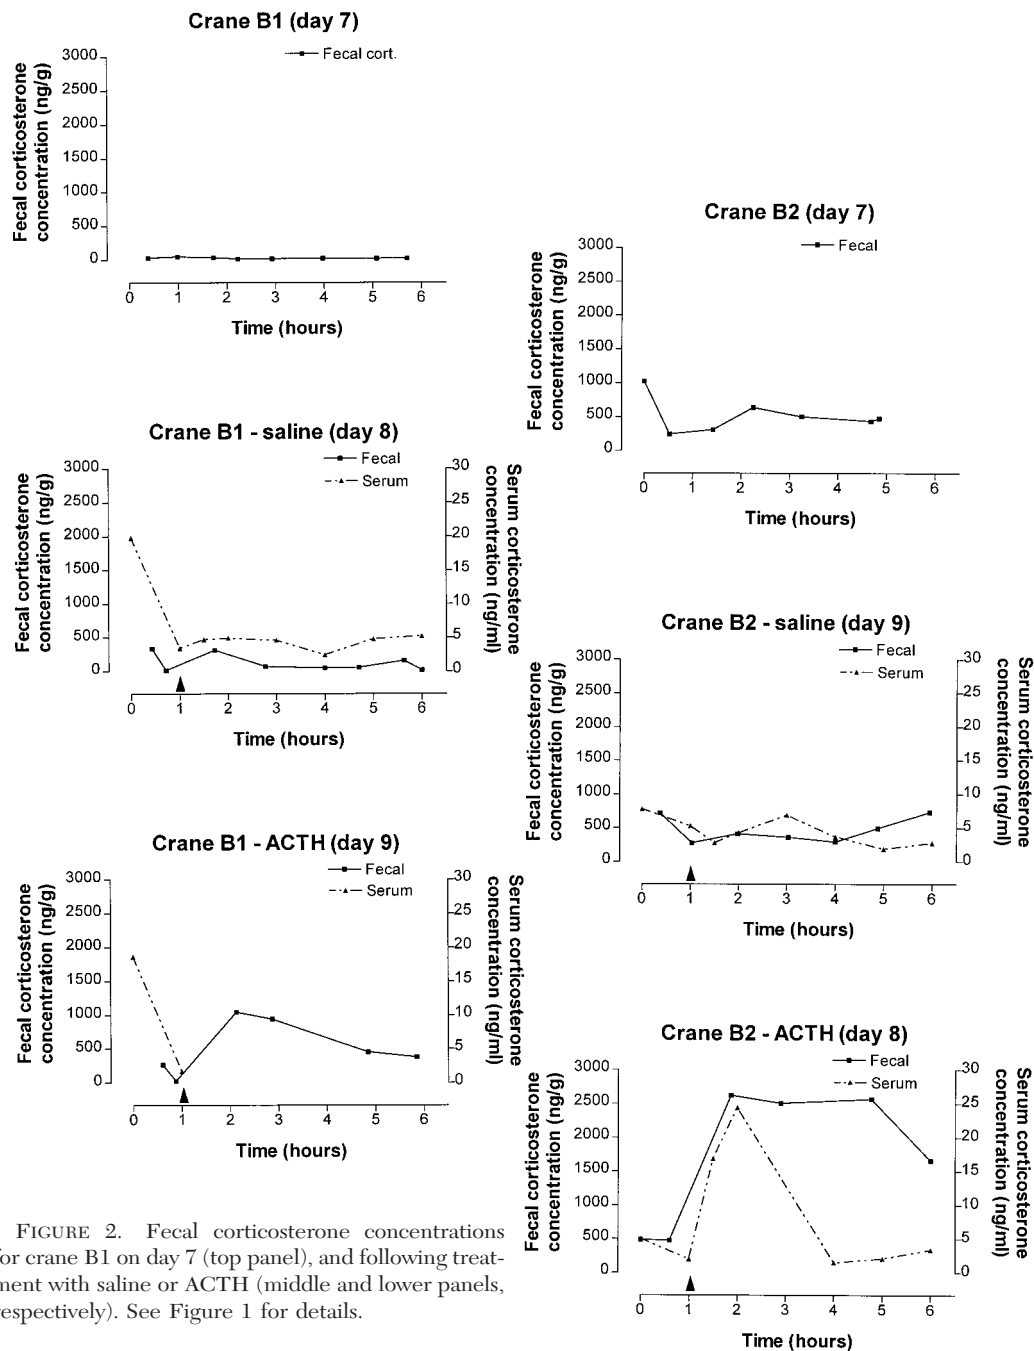 Crane B1 (day 7)
Fecal cort.
Fecal corticosterone
concentration (ng/g)
3000
2500
2000
1500
1000
500
0
0 1 2 3 4 5 6
Time (hours)
Crane B1 - saline (day 8)
Fecal
Serum
Fecal corticosterone
concentration (ng/g)
3000
2500
2000
1500
1000
500
0
30
25
20
15
10
5
0
Serum corticosterone
concentration (ng/ml)
0 1 2 3 4 5 6
Time (hours)
Crane B1 - ACTH (day 9)
Fecal
Serum
Fecal corticosterone
concentration (ng/g)
3000
2500
2000
1500
1000
500
0
30
25
20
15
10
5
0
Serum corticosterone
concentration (ng/ml)
0 1 2 3 4 5 6
Time (hours)
FIGURE 2. Fecal corticosterone concentrations
for crane B1 on day 7 (top panel), and following treat-
ment with saline or ACTH (middle and lower panels,
respectively). See Figure 1 for details.
Crane B2 (day 7)
Fecal
Fecal corticosterone
concentration (ng/g)
3000
2500
2000
1500
1000
500
0
0 1 2 3 4 5 6
Time (hours)
Crane B2 - saline (day 9)
Fecal
Serum
Fecal corticosterone
concentration (ng/g)
3000
2500
2000
1500
1000
500
0
30
25
20
15
10
5
0
Serum corticosterone
concentration (ng/ml)
0 1 2 3 4 5 6
Time (hours)
Crane B2 - ACTH (day 8)
Fecal
Serum
Fecal corticosterone
concentration (ng/g)
3000
2500
2000
1500
1000
500
0
30
25
20
15
10
5
0
Serum corticosterone
concentration (ng/ml)
0 1 2 3 4 5 6
Time (hours)